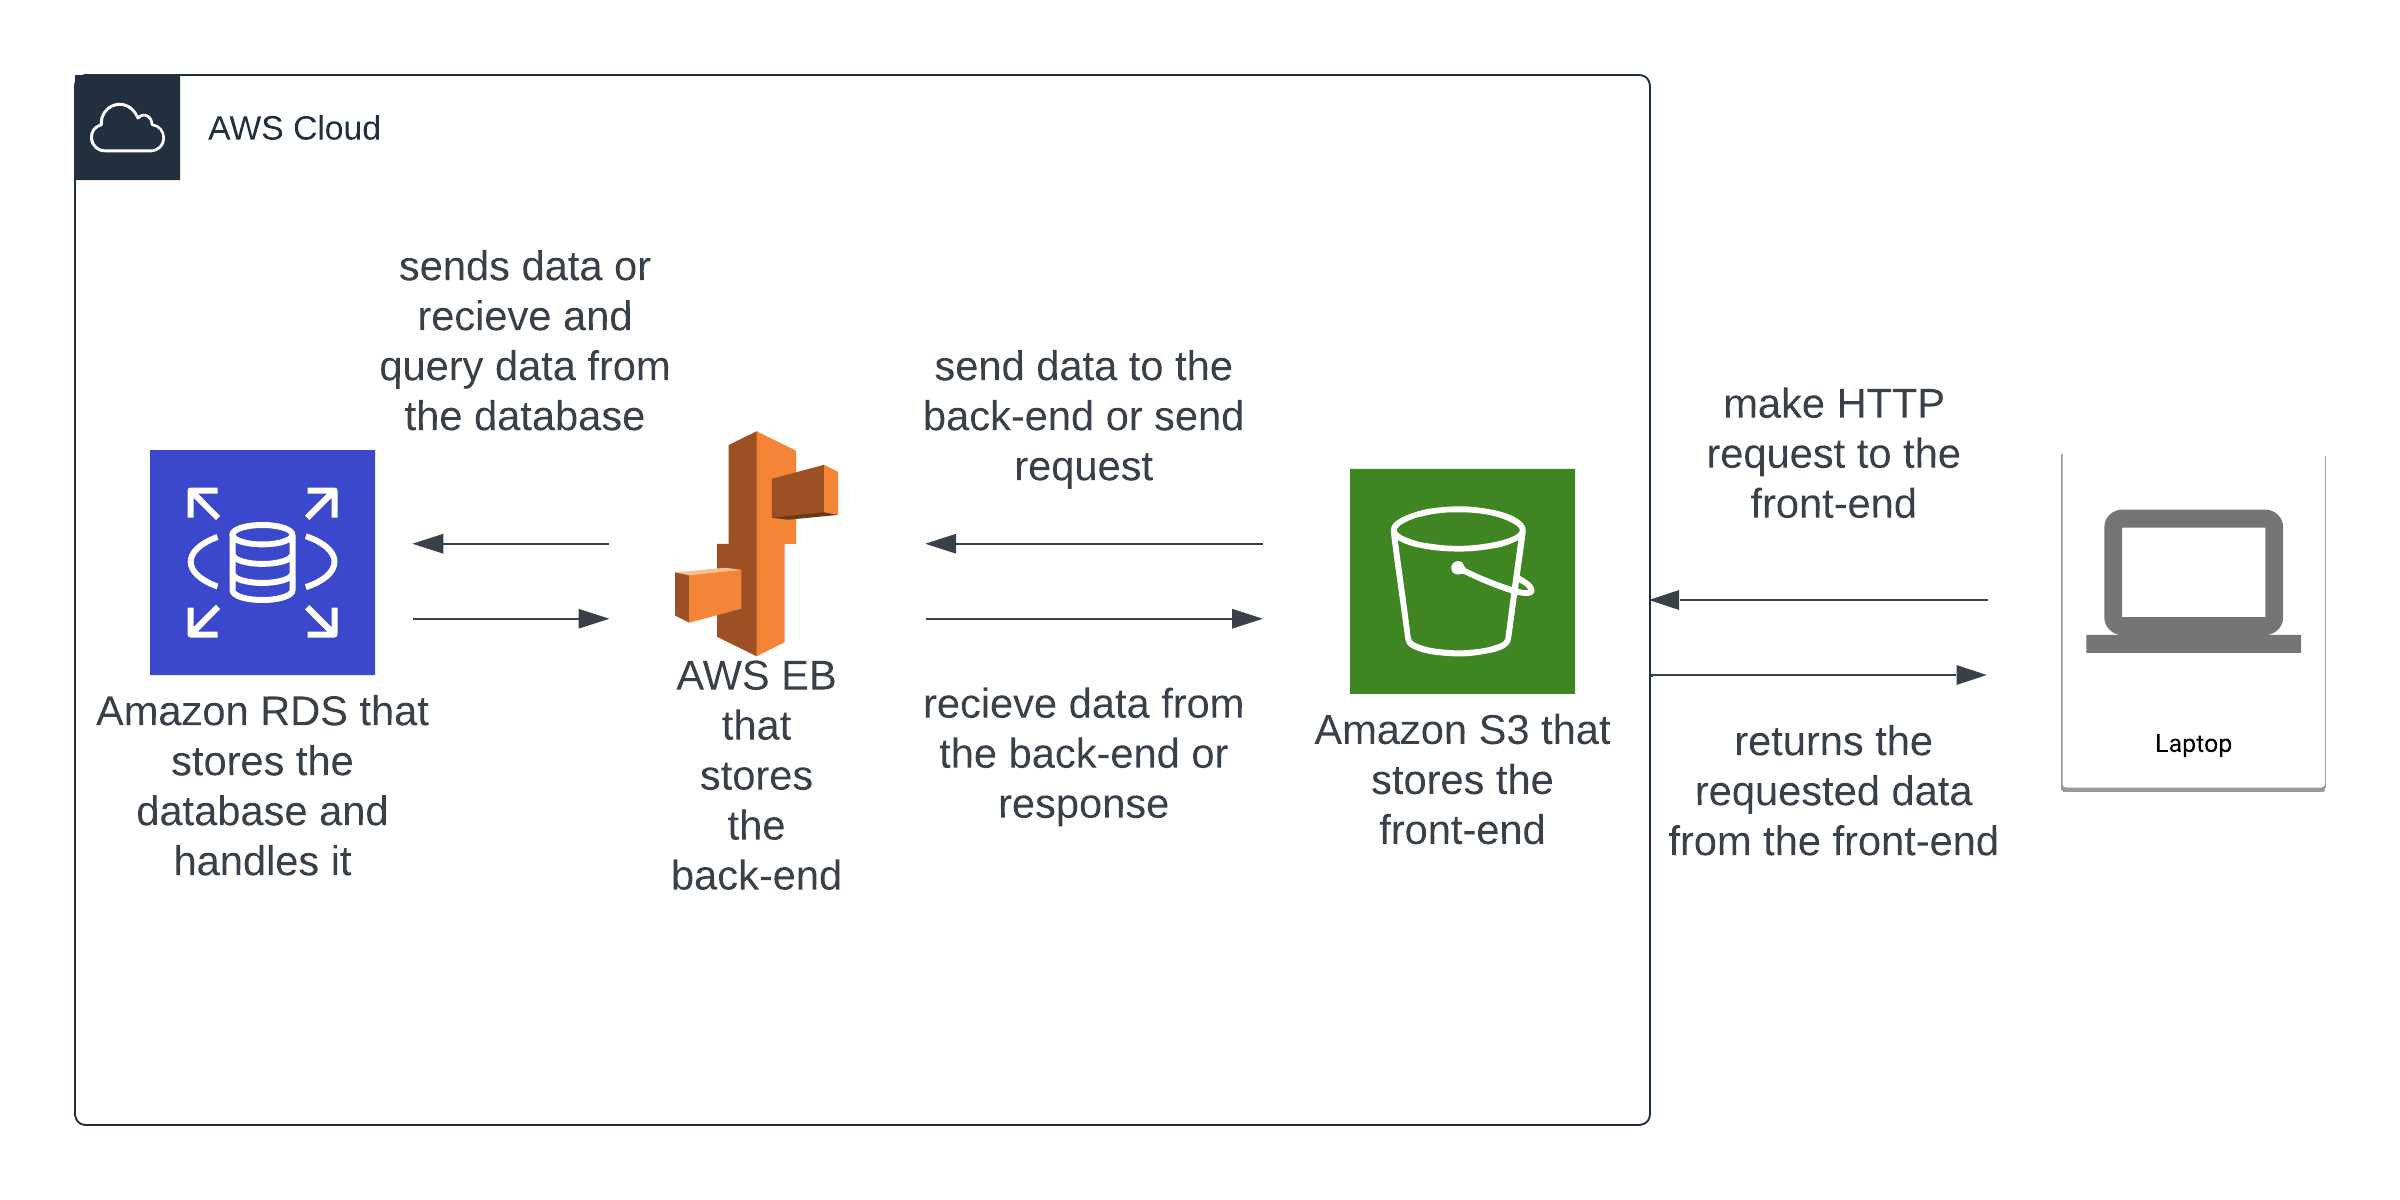 AWS Cloud
sends data or
recieve and
query data from
the database
send data to the
back-end or send
request
make HTTP
request to the
front-end
Amazon RDS that
stores the
database and
handles it
AWS EB
that
stores
the
back-end
recieve data from
the back-end or
response
Amazon S3 that
stores the
front-end
returns the
requested data
from the front-end
Laptop